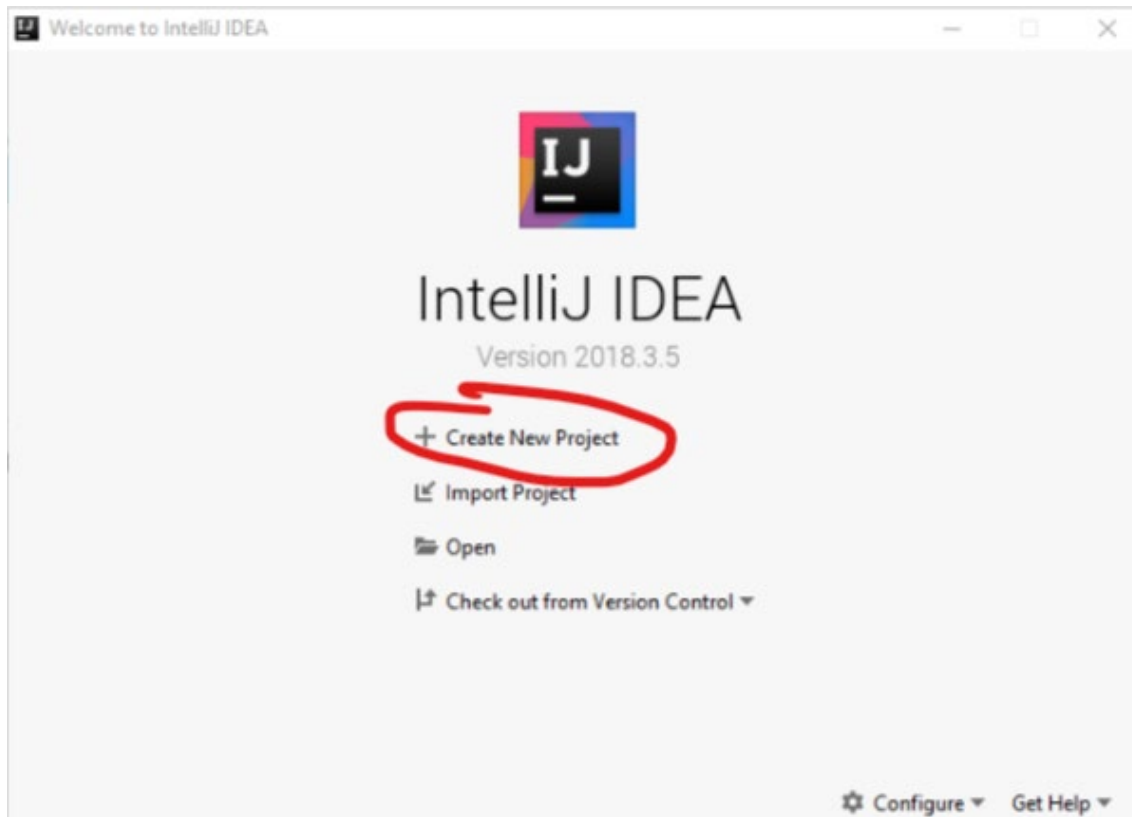 Welcome to IntelliJ IDEA
IJ
IntelliJ IDEA
Version 2018.3.5
Create New Project
Import Project
Open
Check out from Version Control
Configure Get Help